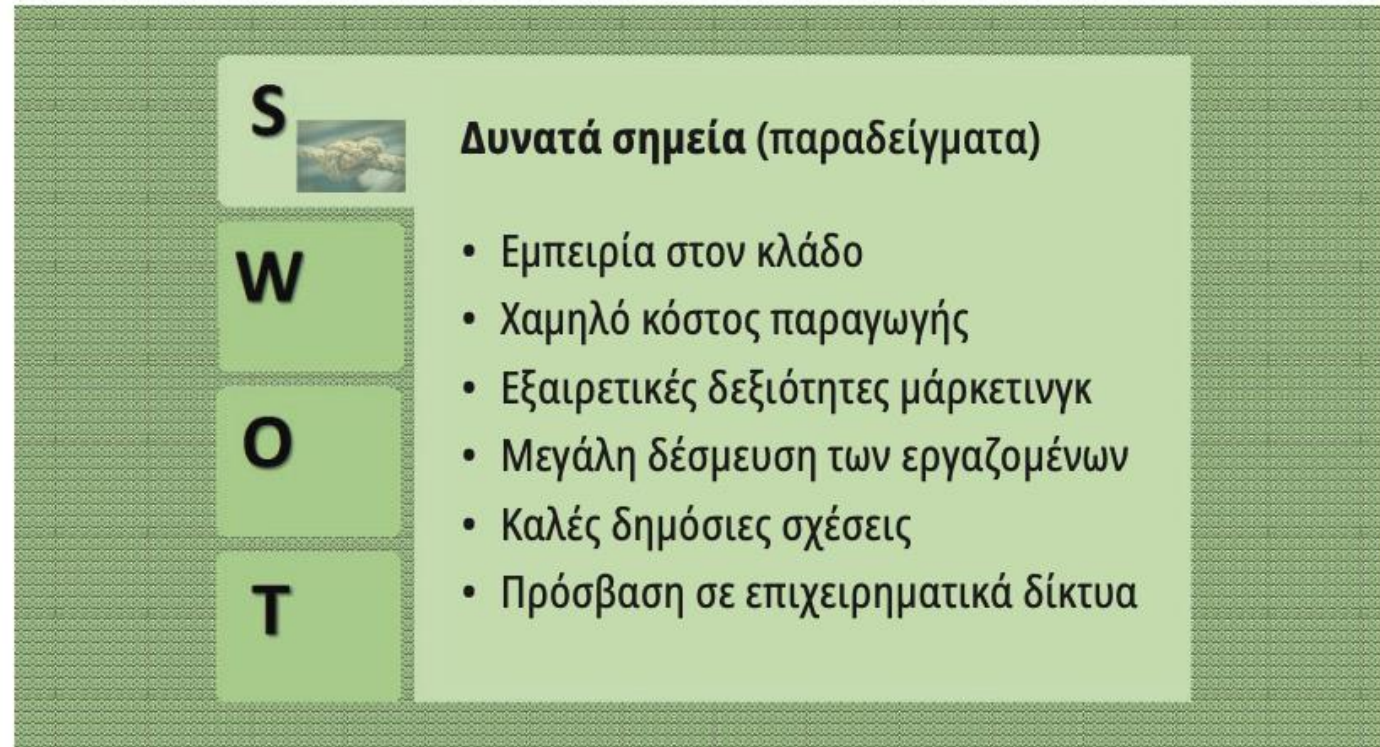 S
Δυνατά σημεία (παραδείγματα)
• Εμπειρία στον κλάδο
• Χαμηλό κόστος παραγωγής
• Εξαιρετικές δεξιότητες μάρκετινγκ
• Μεγάλη δέσμευση των εργαζομένων
• Καλές δημόσιες σχέσεις
• Πρόσβαση σε επιχειρηματικά δίκτυα
W
O
T